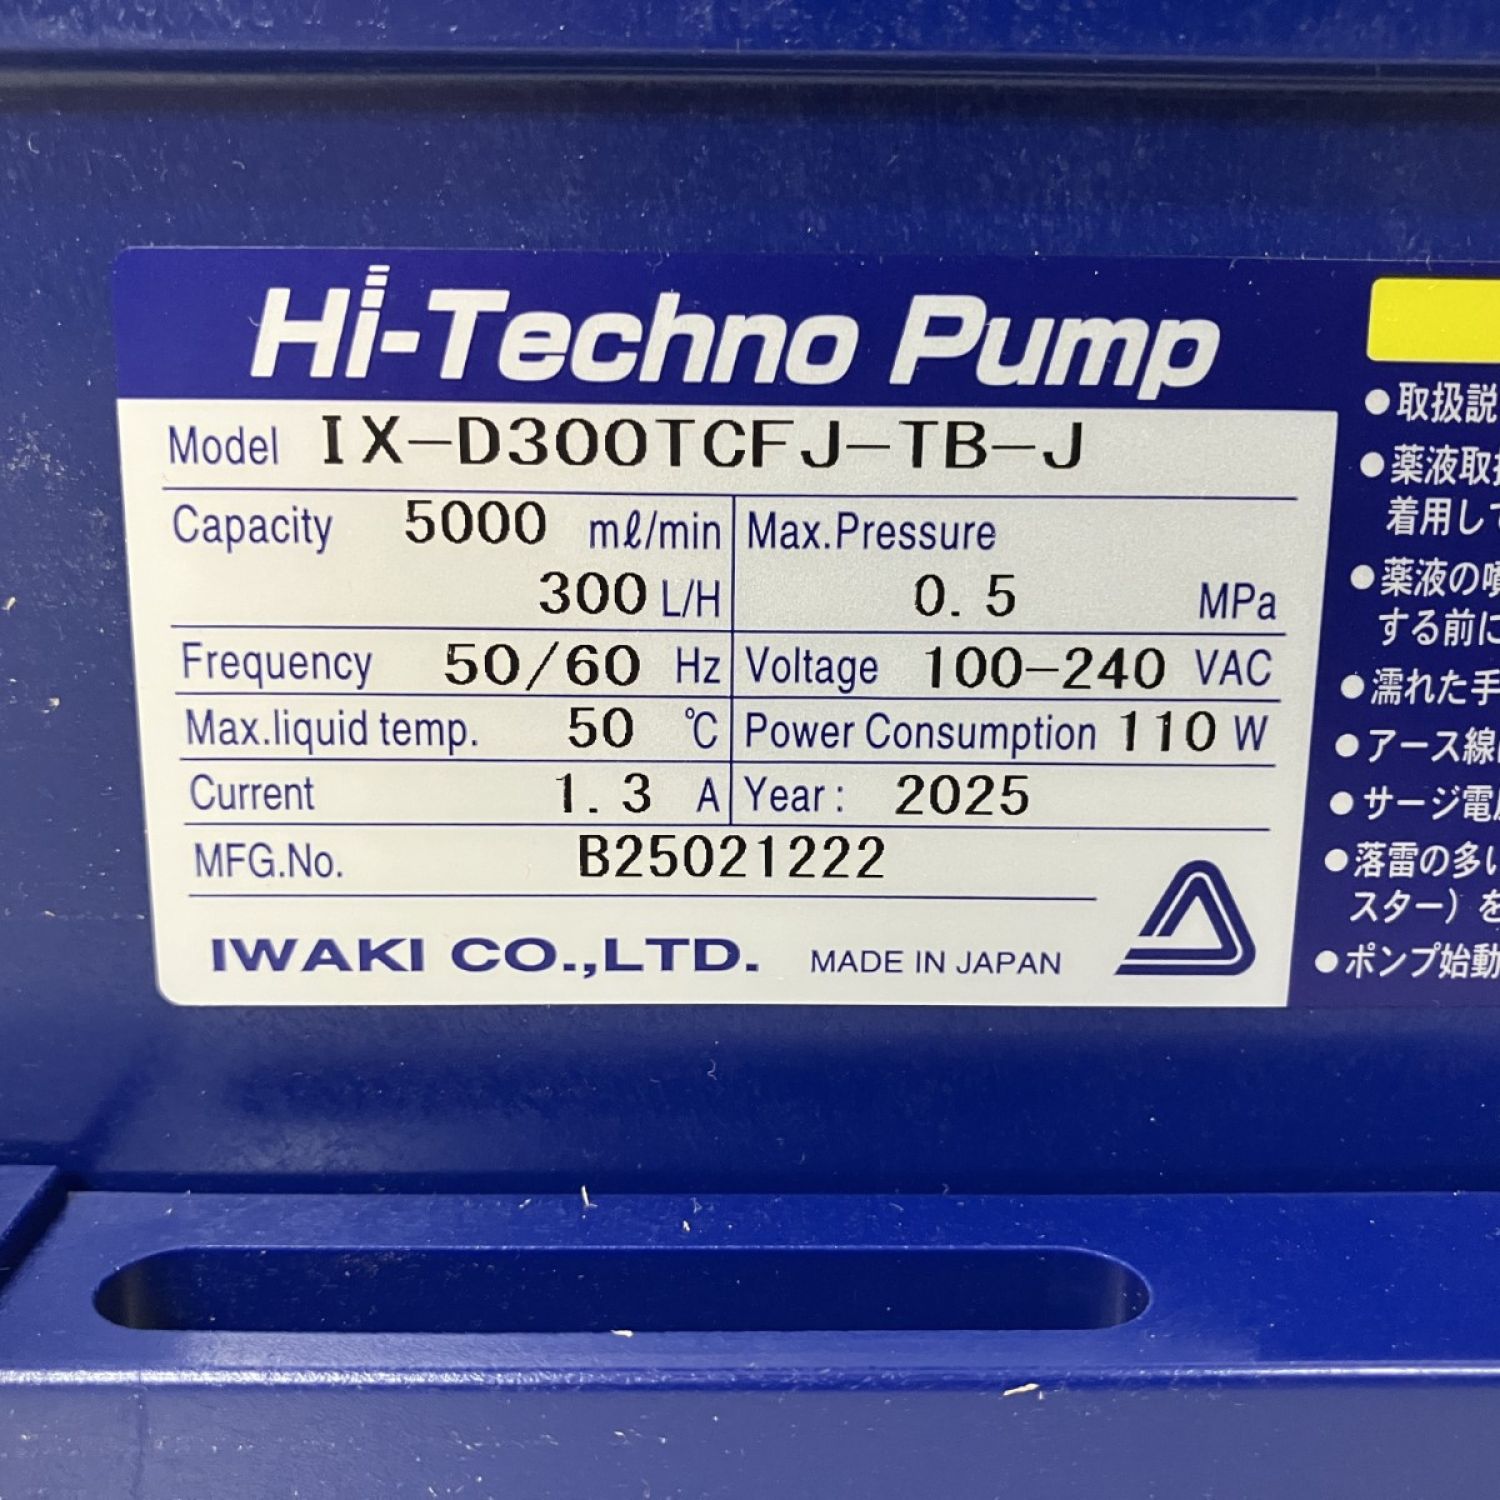 Hi-Techno Pump
Model IX-D300TCFJ-TB-J
Capacity 5000 mℓ/min
300 L/H
Max.Pressure
0.5 MPa
Frequency 50/60 Hz
Voltage 100-240 VAC
Max.liquid temp. 50 ℃
Power Consumption 110 W
Current 1.3 A
Year: 2025
MFG.No. B25021222
IWAKI CO.,LTD. MADE IN JAPAN
●取扱説
●薬液取
着用して
●薬液の噴
する前に
●濡れた手
●アース線
●サージ電
●落雷の多い
スター）を
●ポンプ始動